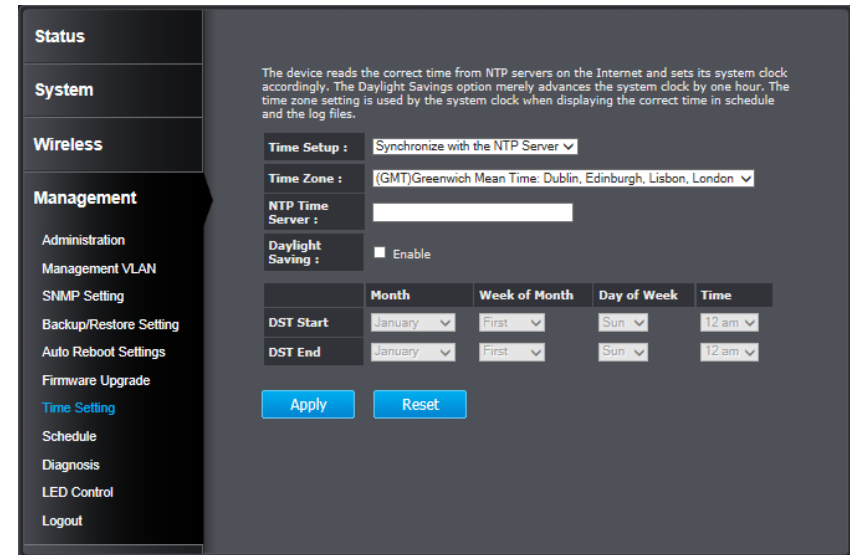 Status
System
Wireless
Management
Administration
Management VLAN
SNMP Setting
Backup/Restore Setting
Auto Reboot Settings
Firmware Upgrade
Time Setting
Schedule
Diagnosis
LED Control
Logout
The device reads the correct time from NTP servers on the Internet and sets its system clock
accordingly. The Daylight Savings option merely advances the system clock by one hour. The
time zone setting is used by the system clock when displaying the correct time in schedule
and the log files.
Time Setup : Synchronize with the NTP Server
Time Zone : (GMT)Greenwich Mean Time: Dublin, Edinburgh, Lisbon, London
NTP Time
Server :
Daylight
Saving : Enable
Month Week of Month Day of Week Time
DST Start January First Sun 12 am
DST End January First Sun 12 am
Apply Reset